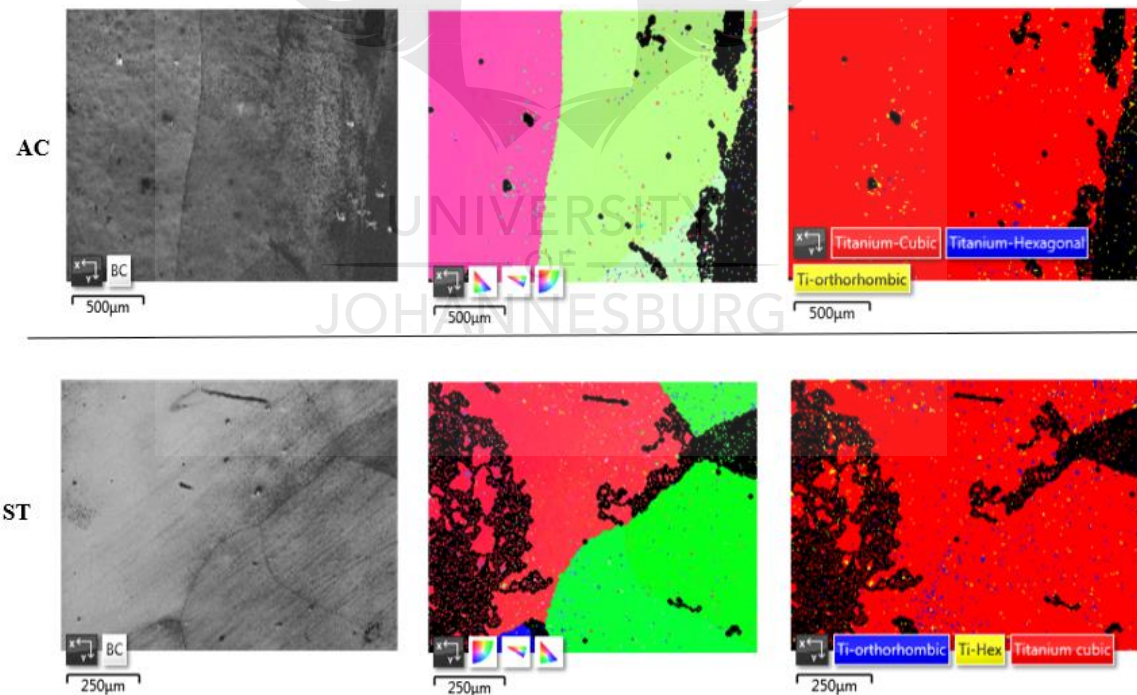 AC
BC
500μm
500μm
Titanium-Cubic
Titanium-Hexagonal
Ti-orthorhombic
500μm
UNIVERSITY
OF
JOHANNESBURG
ST
BC
250μm
250μm
Ti-orthorhombic
Ti-Hex
Titanium cubic
250μm